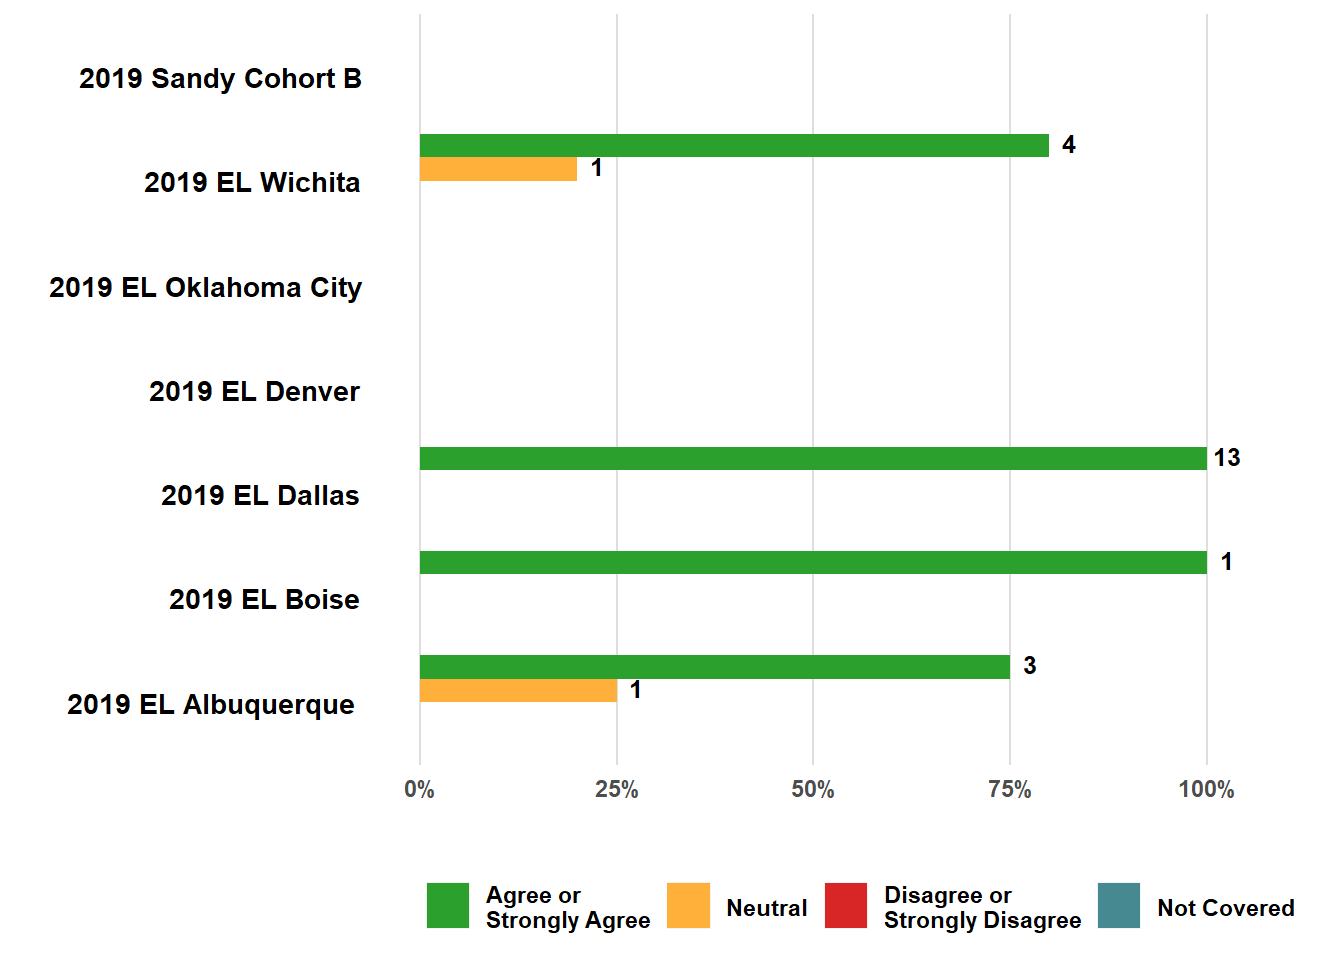 2019 Sandy Cohort B
4
1
2019 EL Wichita
2019 EL Oklahoma City
2019 EL Denver
13
2019 EL Dallas
1
2019 EL Boise
3
1
2019 EL Albuquerque
0% 25% 50% 75% 100%
Agree or
Strongly Agree
Neutral
Disagree or
Strongly Disagree
Not Covered